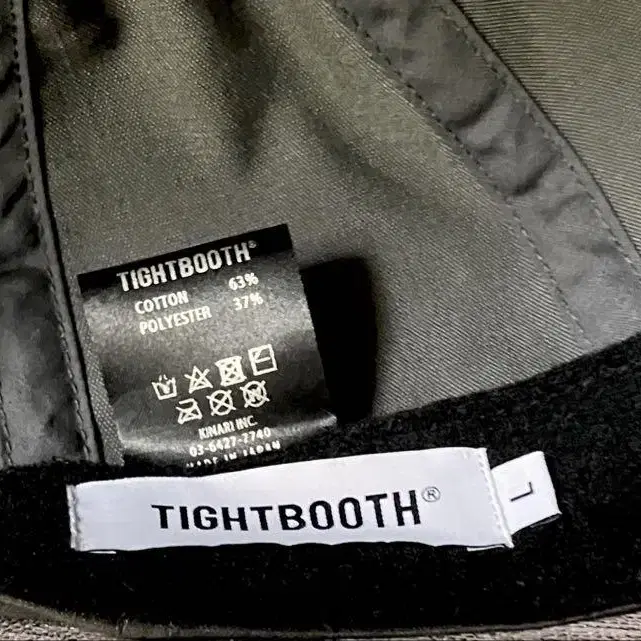 TIGHTBOOTH®
COTTON 63%
POLYESTER 37%
KINARI INC.
03-6427-7740
MADE IN JAPAN
TIGHTBOOTH®
L